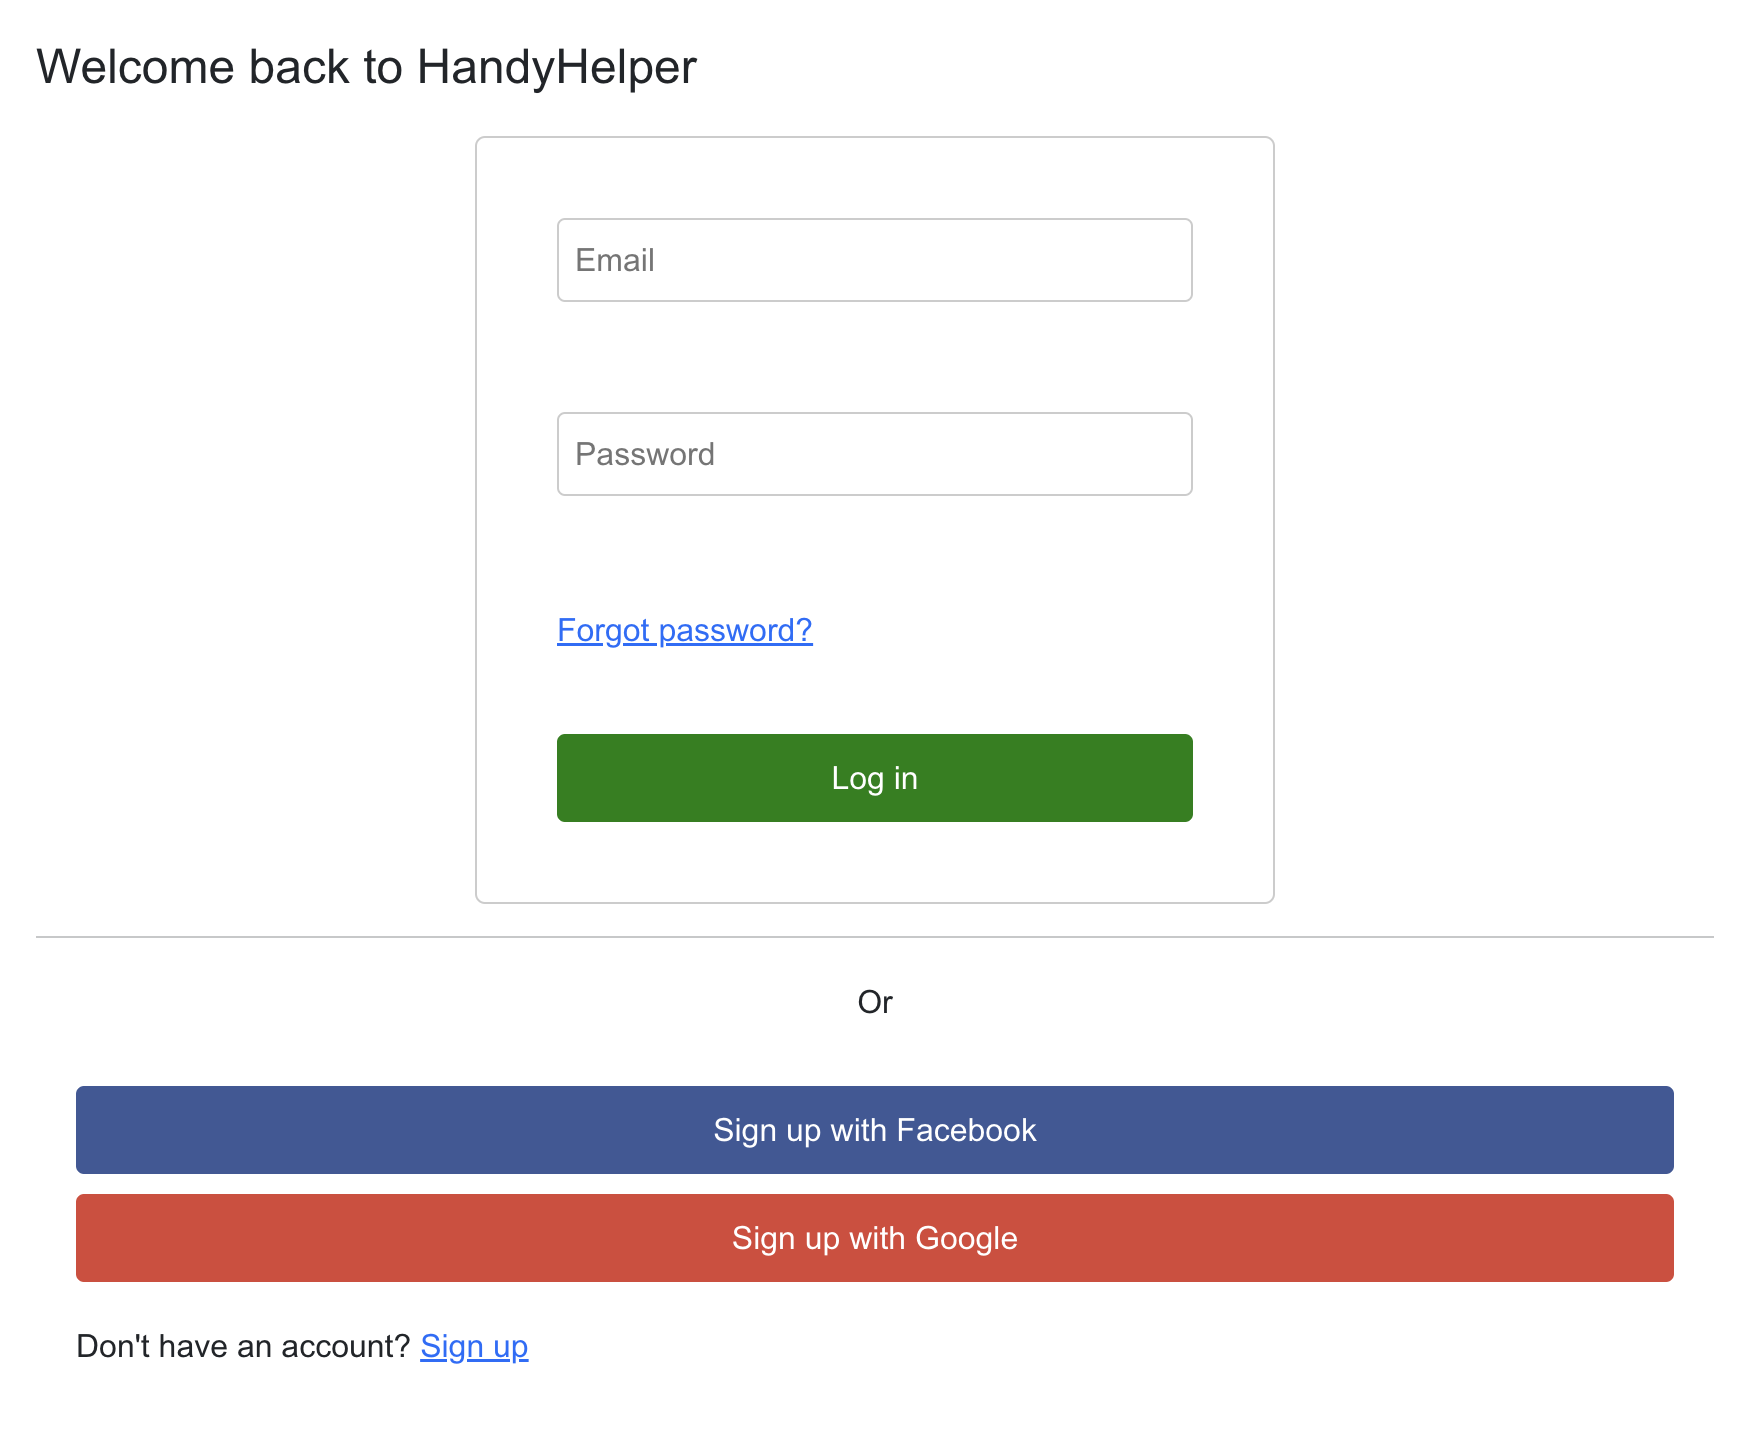 Welcome back to HandyHelper
Email
Password
Forgot password?
Log in
Or
Sign up with Facebook
Sign up with Google
Don't have an account? Sign up